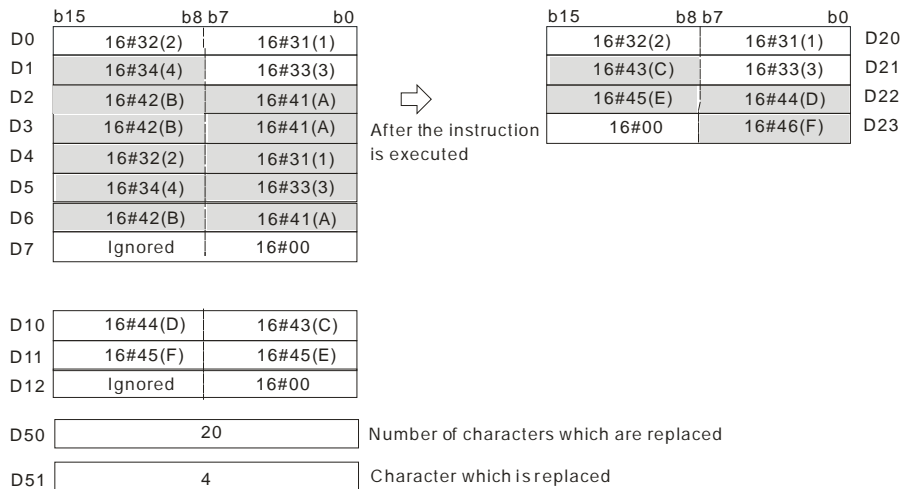 b15 b8 b7 b0
D0 16#32(2) 16#31(1)
D1 16#34(4) 16#33(3)
D2 16#42(B) 16#41(A)
D3 16#42(B) 16#41(A)
D4 16#32(2) 16#31(1)
D5 16#34(4) 16#33(3)
D6 16#42(B) 16#41(A)
D7 Ignored 16#00
After the instruction
is executed
b15 b8 b7 b0
16#32(2) 16#31(1) D20
16#43(C) 16#33(3) D21
16#45(E) 16#44(D) D22
16#00 16#46(F) D23
D10 16#44(D) 16#43(C)
D11 16#45(F) 16#45(E)
D12 Ignored 16#00
D50 20 Number of characters which are replaced
D51 4 Character which is replaced